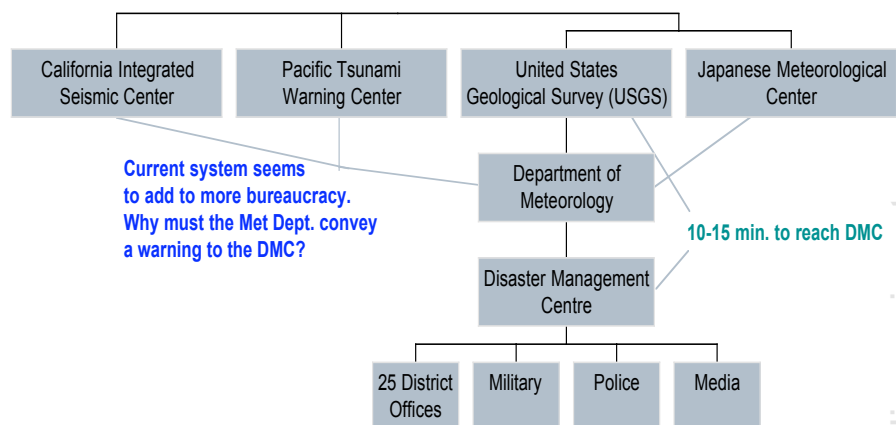 California Integrated
Seismic Center
Pacific Tsunami
Warning Center
United States
Geological Survey (USGS)
Japanese Meteorological
Center
Current system seems
to add to more bureaucracy.
Why must the Met Dept. convey
a warning to the DMC?
Department of
Meteorology
10-15 min. to reach DMC
Disaster Management
Centre
25 District
Offices
Military
Police
Media